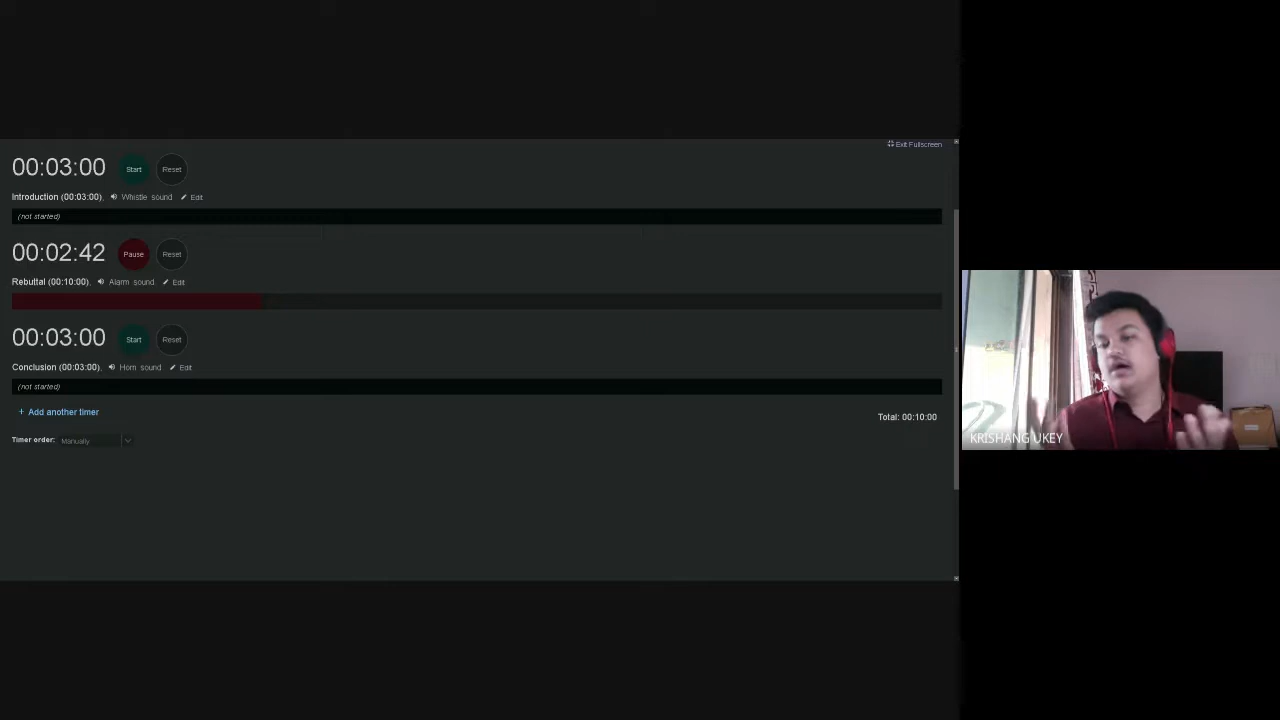 Exit Fullscreen
00:03:00 Start Reset
Introduction (00:03:00), Whistle sound Edit
(not started)
00:02:42 Pause Reset
Rebuttal (00:10:00), Alarm sound Edit
00:03:00 Start Reset
Conclusion (00:03:00), Horn sound Edit
(not started)
+ Add another timer
Total: 00:10:00
Timer order: Manually
KRISHANG UKEY